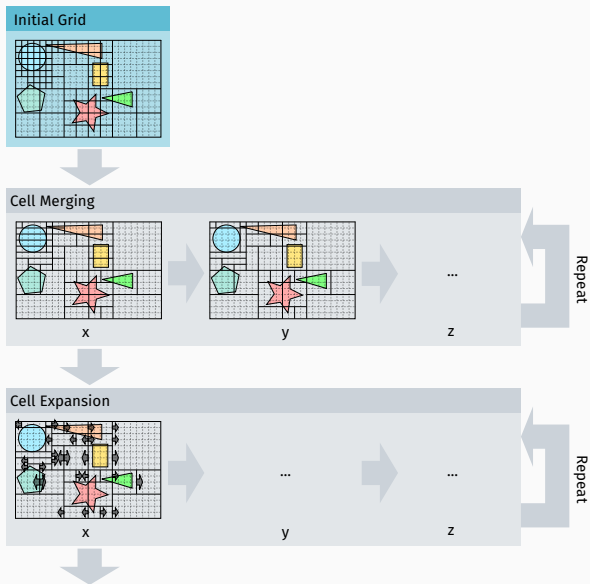 Initial Grid
Cell Merging
...
x
y
z
Repeat
Cell Expansion
...
...
x
y
z
Repeat